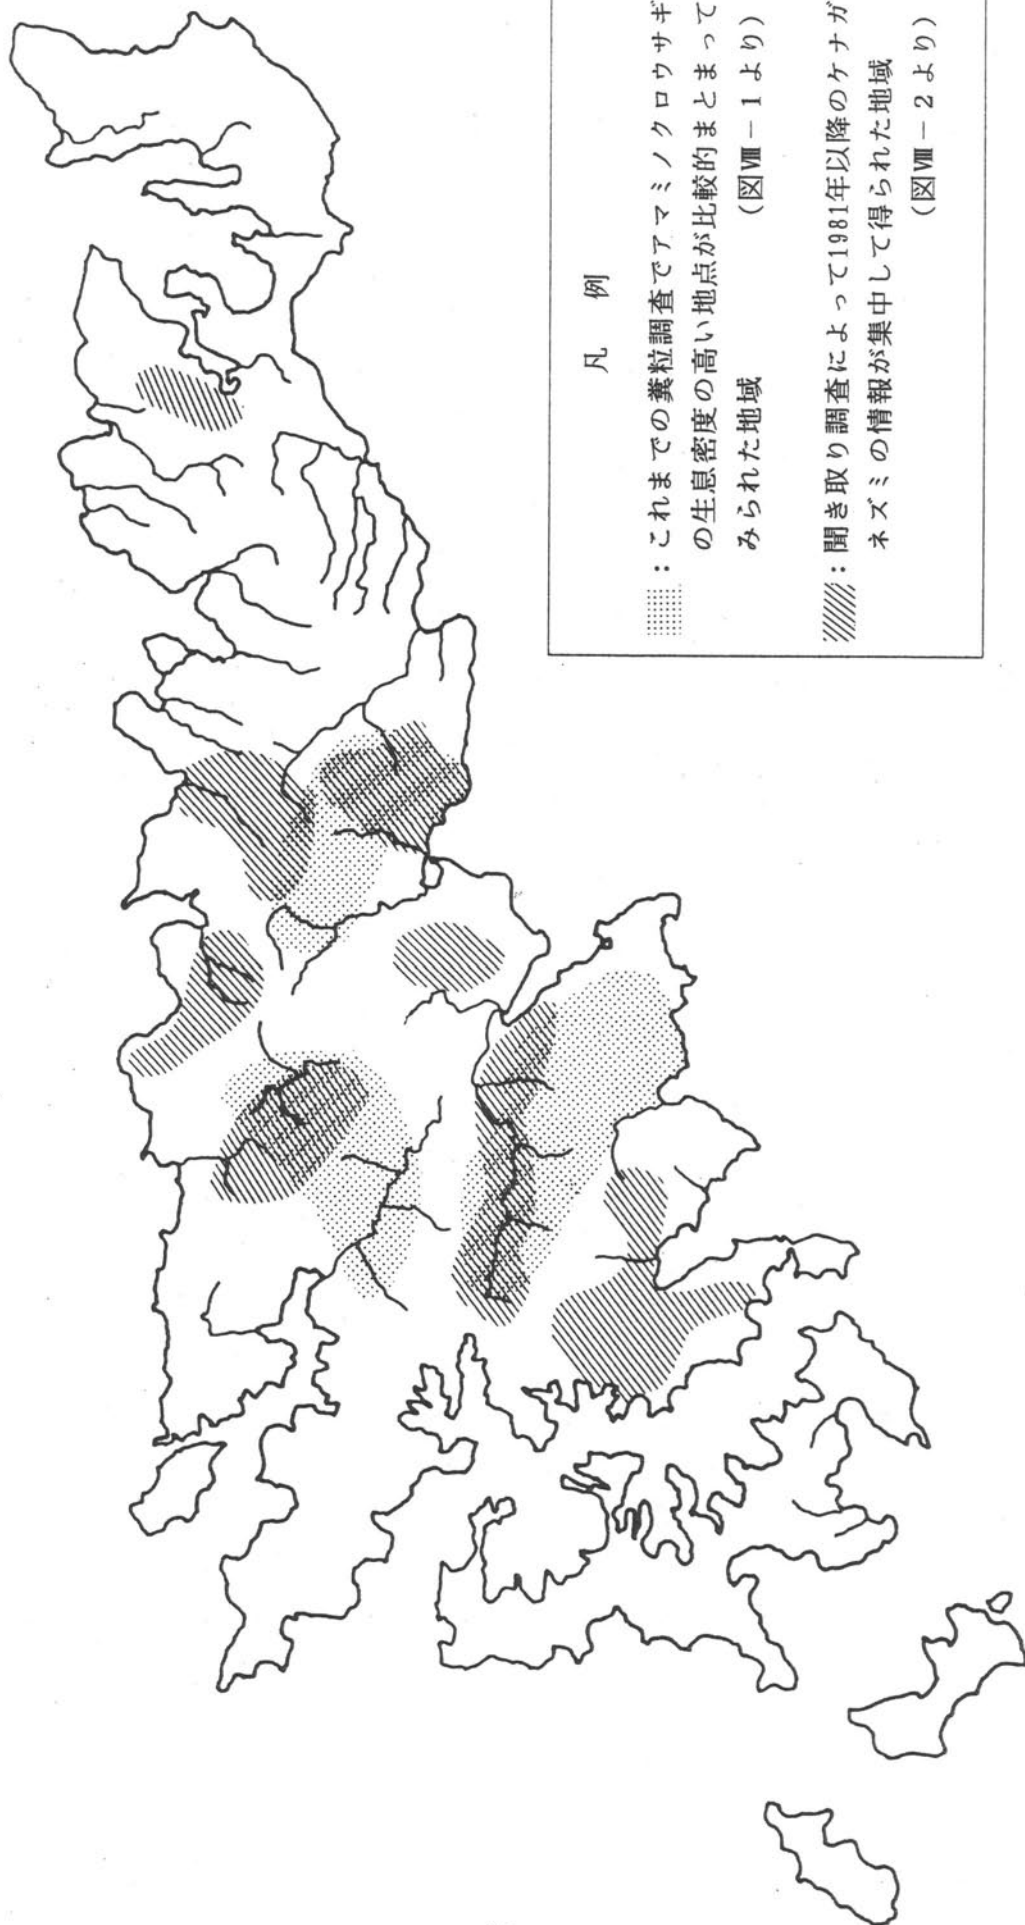 凡 例
：これまでの糞粒調査でアマミノクロウサギ
の生息密度の高い地点が比較的まとまって
みられた地域 （図Ⅷ－1より）
：聞き取り調査によって1981年以降のケナガ
ネズミの情報が集中して得られた地域
（図Ⅷ－2より）